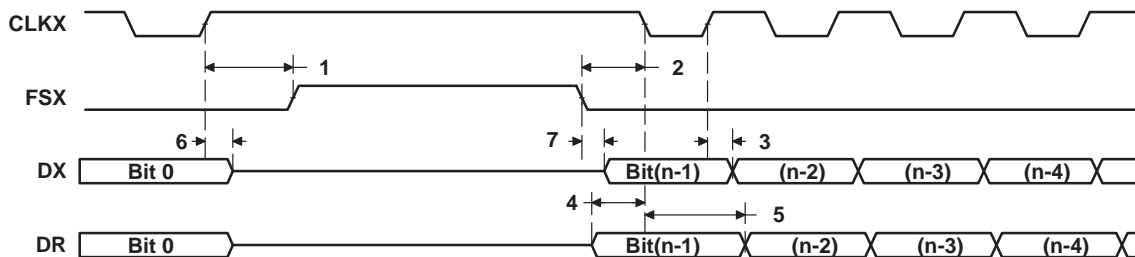 CLKX
1 2
FSX
6 7 3
DX Bit 0 Bit(n-1) (n-2) (n-3) (n-4)
4 5
DR Bit 0 Bit(n-1) (n-2) (n-3) (n-4)